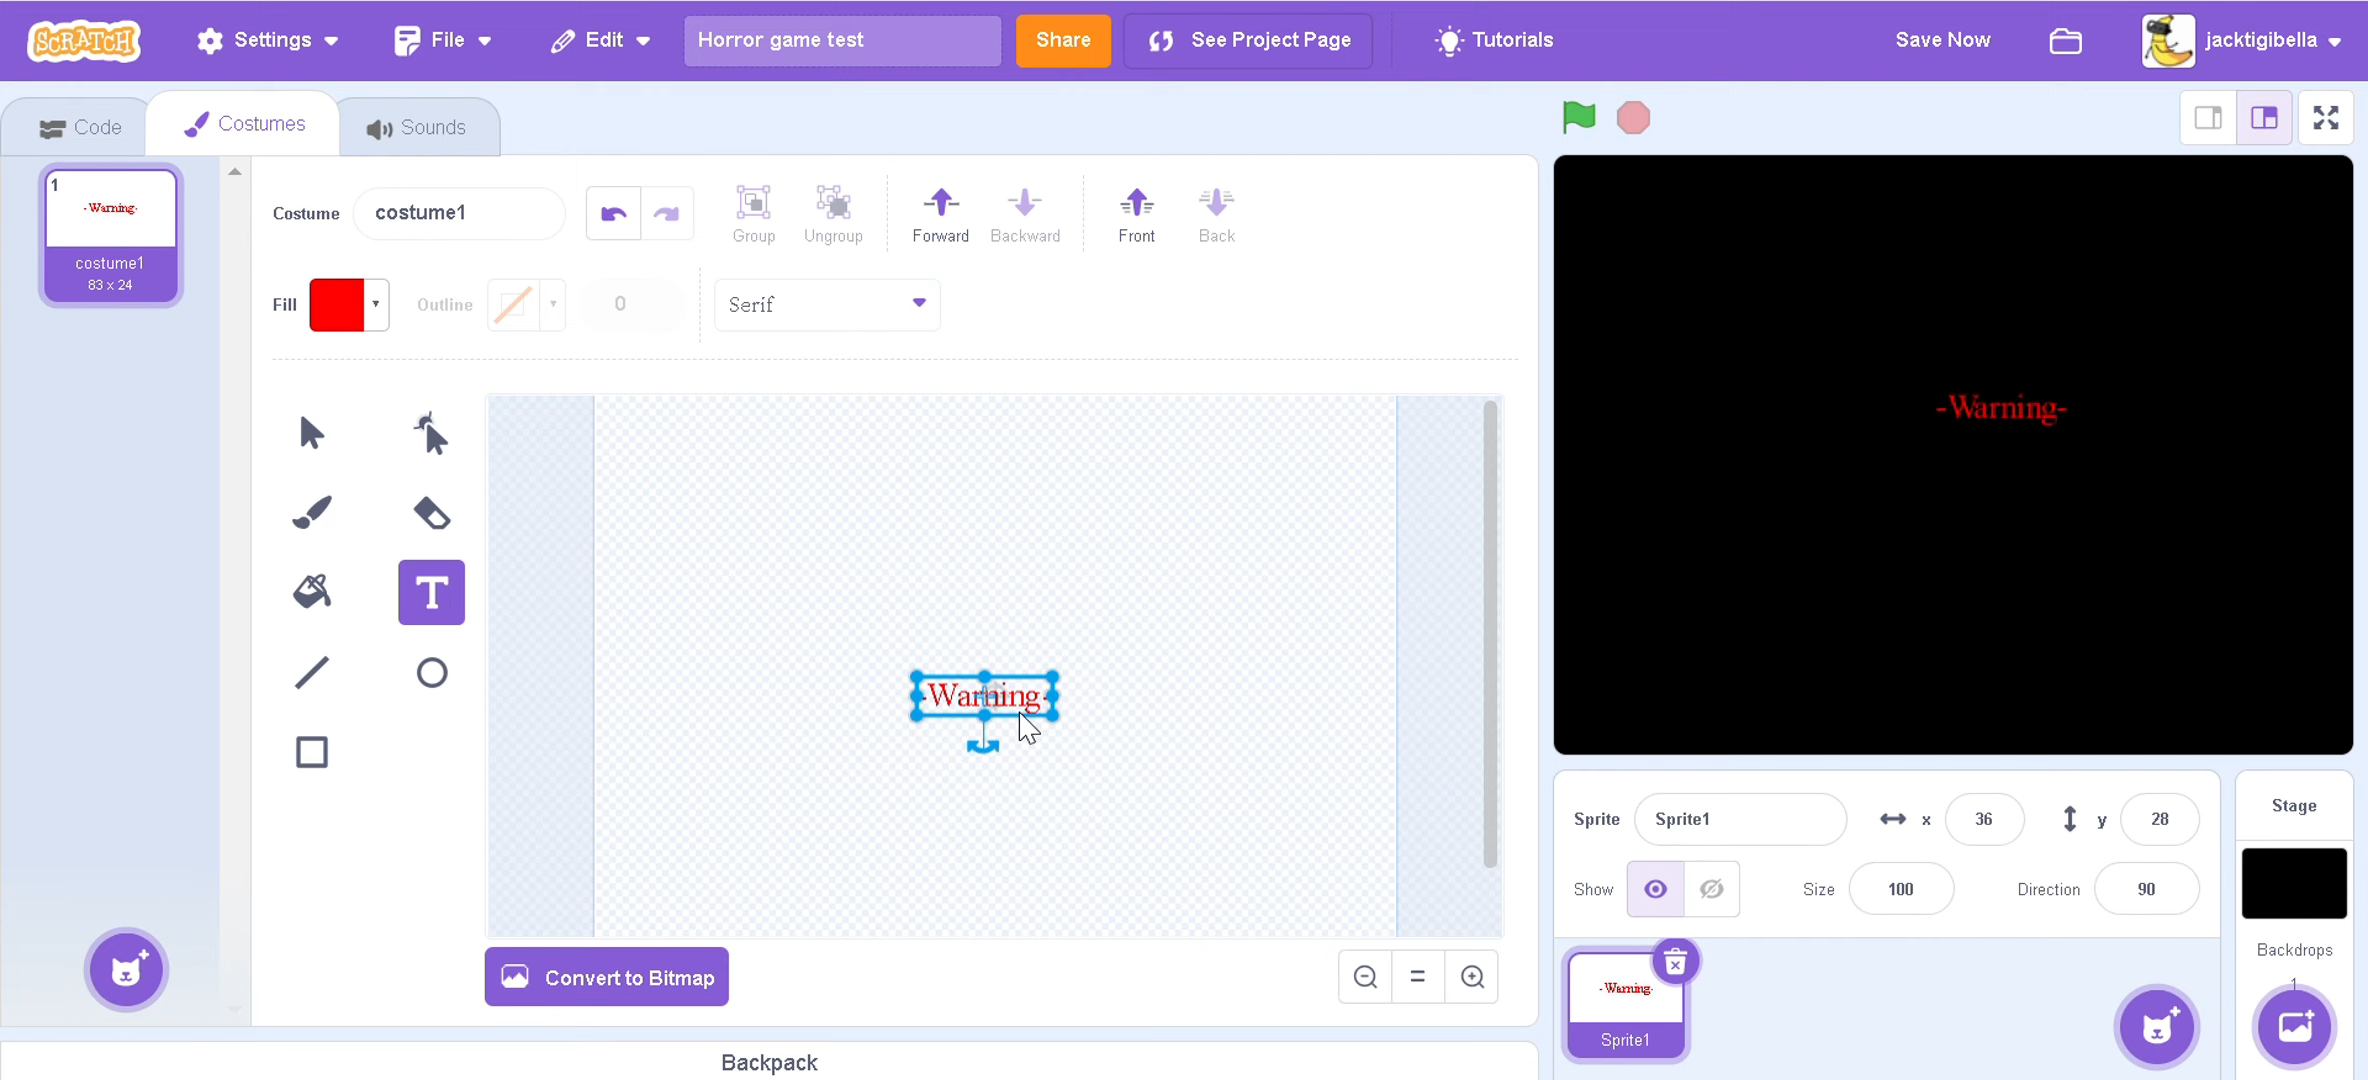 SCRATCH
Settings
File
Edit
Horror game test
Share
See Project Page
Tutorials
Save Now
jacktigibella
Code
Costumes
Sounds
1
-Warning-
costume1
83 x 24
Costume
costume1
Group
Ungroup
Forward
Backward
Front
Back
Fill
Outline
0
Serif
T
-Warning-
Convert to Bitmap
=
Backpack
-Warning-
Sprite
Sprite1
x
36
y
28
Show
Size
100
Direction
90
-Warning-
Sprite1
Stage
Backdrops
1